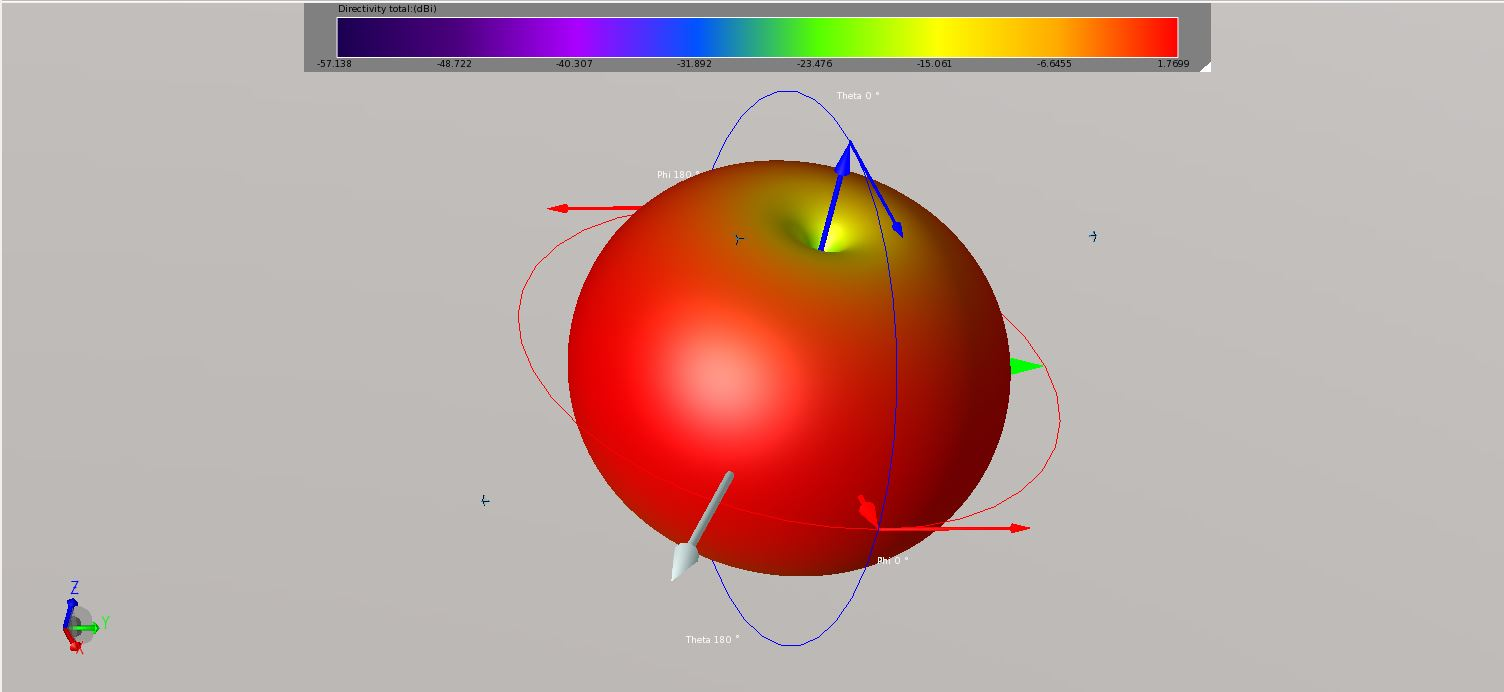 Directivity total:(dBi)
-57.138 -48.722 -40.307 -31.892 -23.476 -15.061 -6.6455 1.7699
Theta 0 °
Phi 180 °
Phi 0 °
Z
Y
X
Theta 180 °